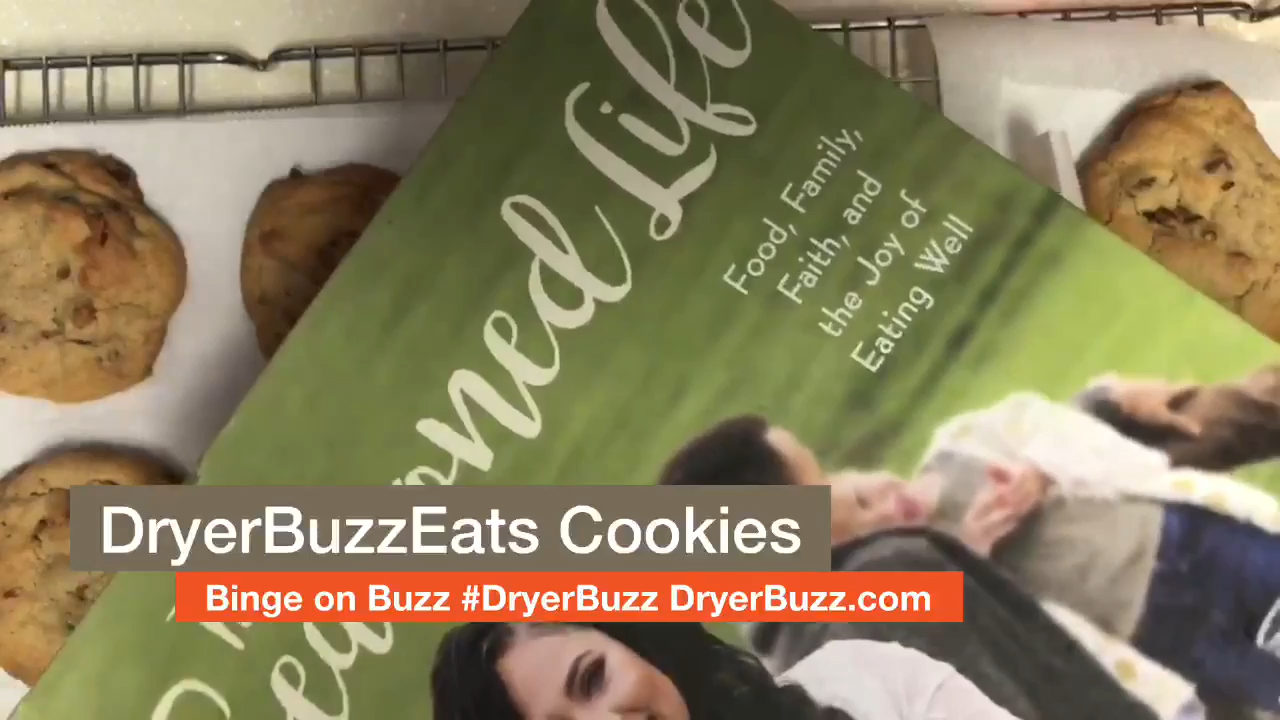 Seasoned Life
Food, Family,
Faith, and
the Joy of
Eating Well
DryerBuzzEats Cookies
Binge on Buzz #DryerBuzz DryerBuzz.com